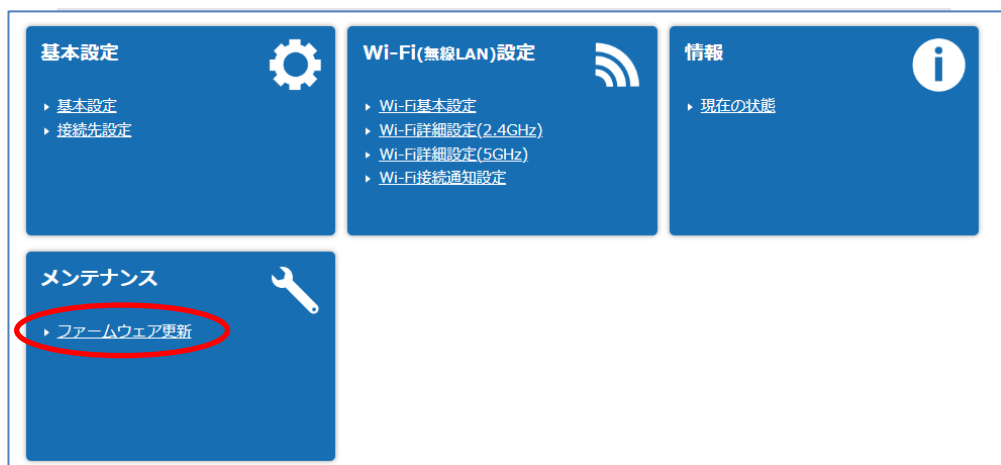 基本設定
▸ 基本設定
▸ 接続先設定
Wi-Fi(無線LAN)設定
▸ Wi-Fi基本設定
▸ Wi-Fi詳細設定(2.4GHz)
▸ Wi-Fi詳細設定(5GHz)
▸ Wi-Fi接続通知設定
情報
▸ 現在の状態
メンテナンス
▸ ファームウェア更新